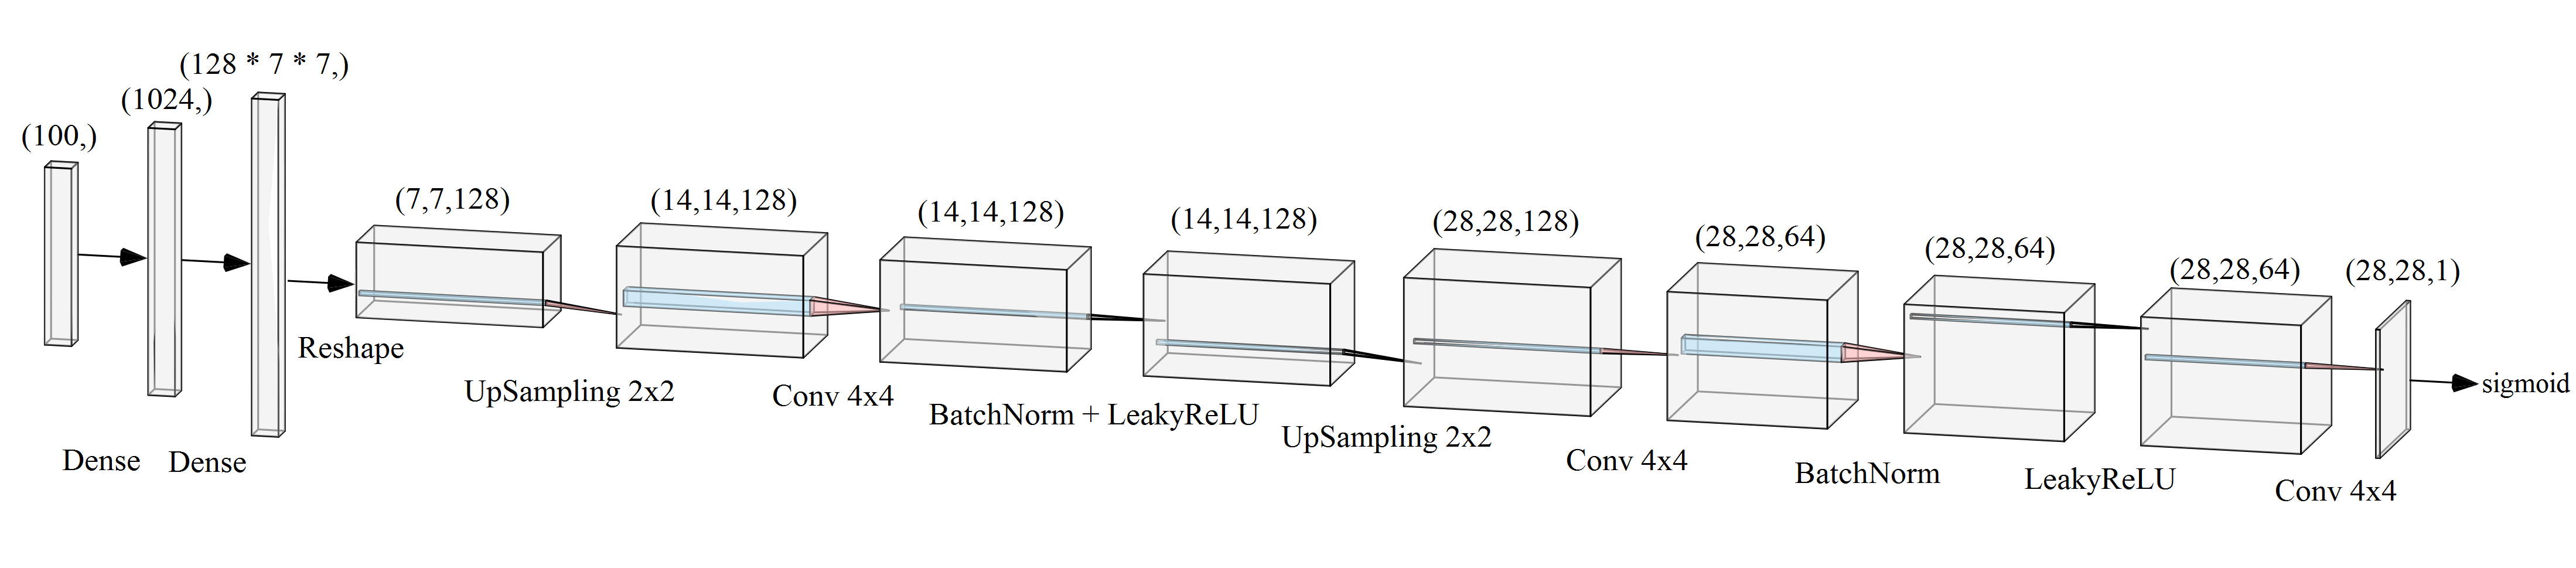 (100,)
(1024,)
(128 * 7 * 7,)
(7,7,128)
(14,14,128)
(14,14,128)
(14,14,128)
(28,28,128)
(28,28,64)
(28,28,64)
(28,28,64)
(28,28,1)
Dense
Dense
Reshape
UpSampling 2x2
Conv 4x4
BatchNorm + LeakyReLU
UpSampling 2x2
Conv 4x4
BatchNorm
LeakyReLU
Conv 4x4
sigmoid